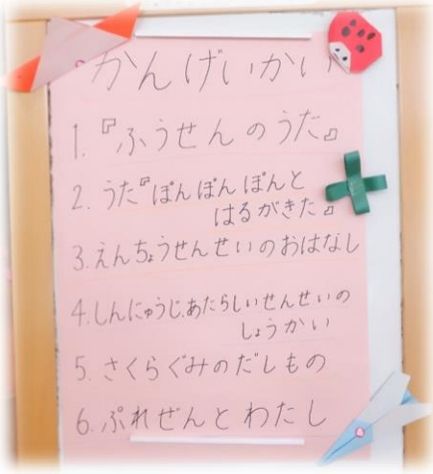 かんげいかい
1.『ふうせんのうた』
2. うた『ぽんぽんぽんと
はるがきた』
3. えんちょうせんせいのおはなし
4. しんにゅうじ、あたらしいせんせいの
しょうかい
5. さくらぐみのだしもの
6. ぷれぜんとわたし